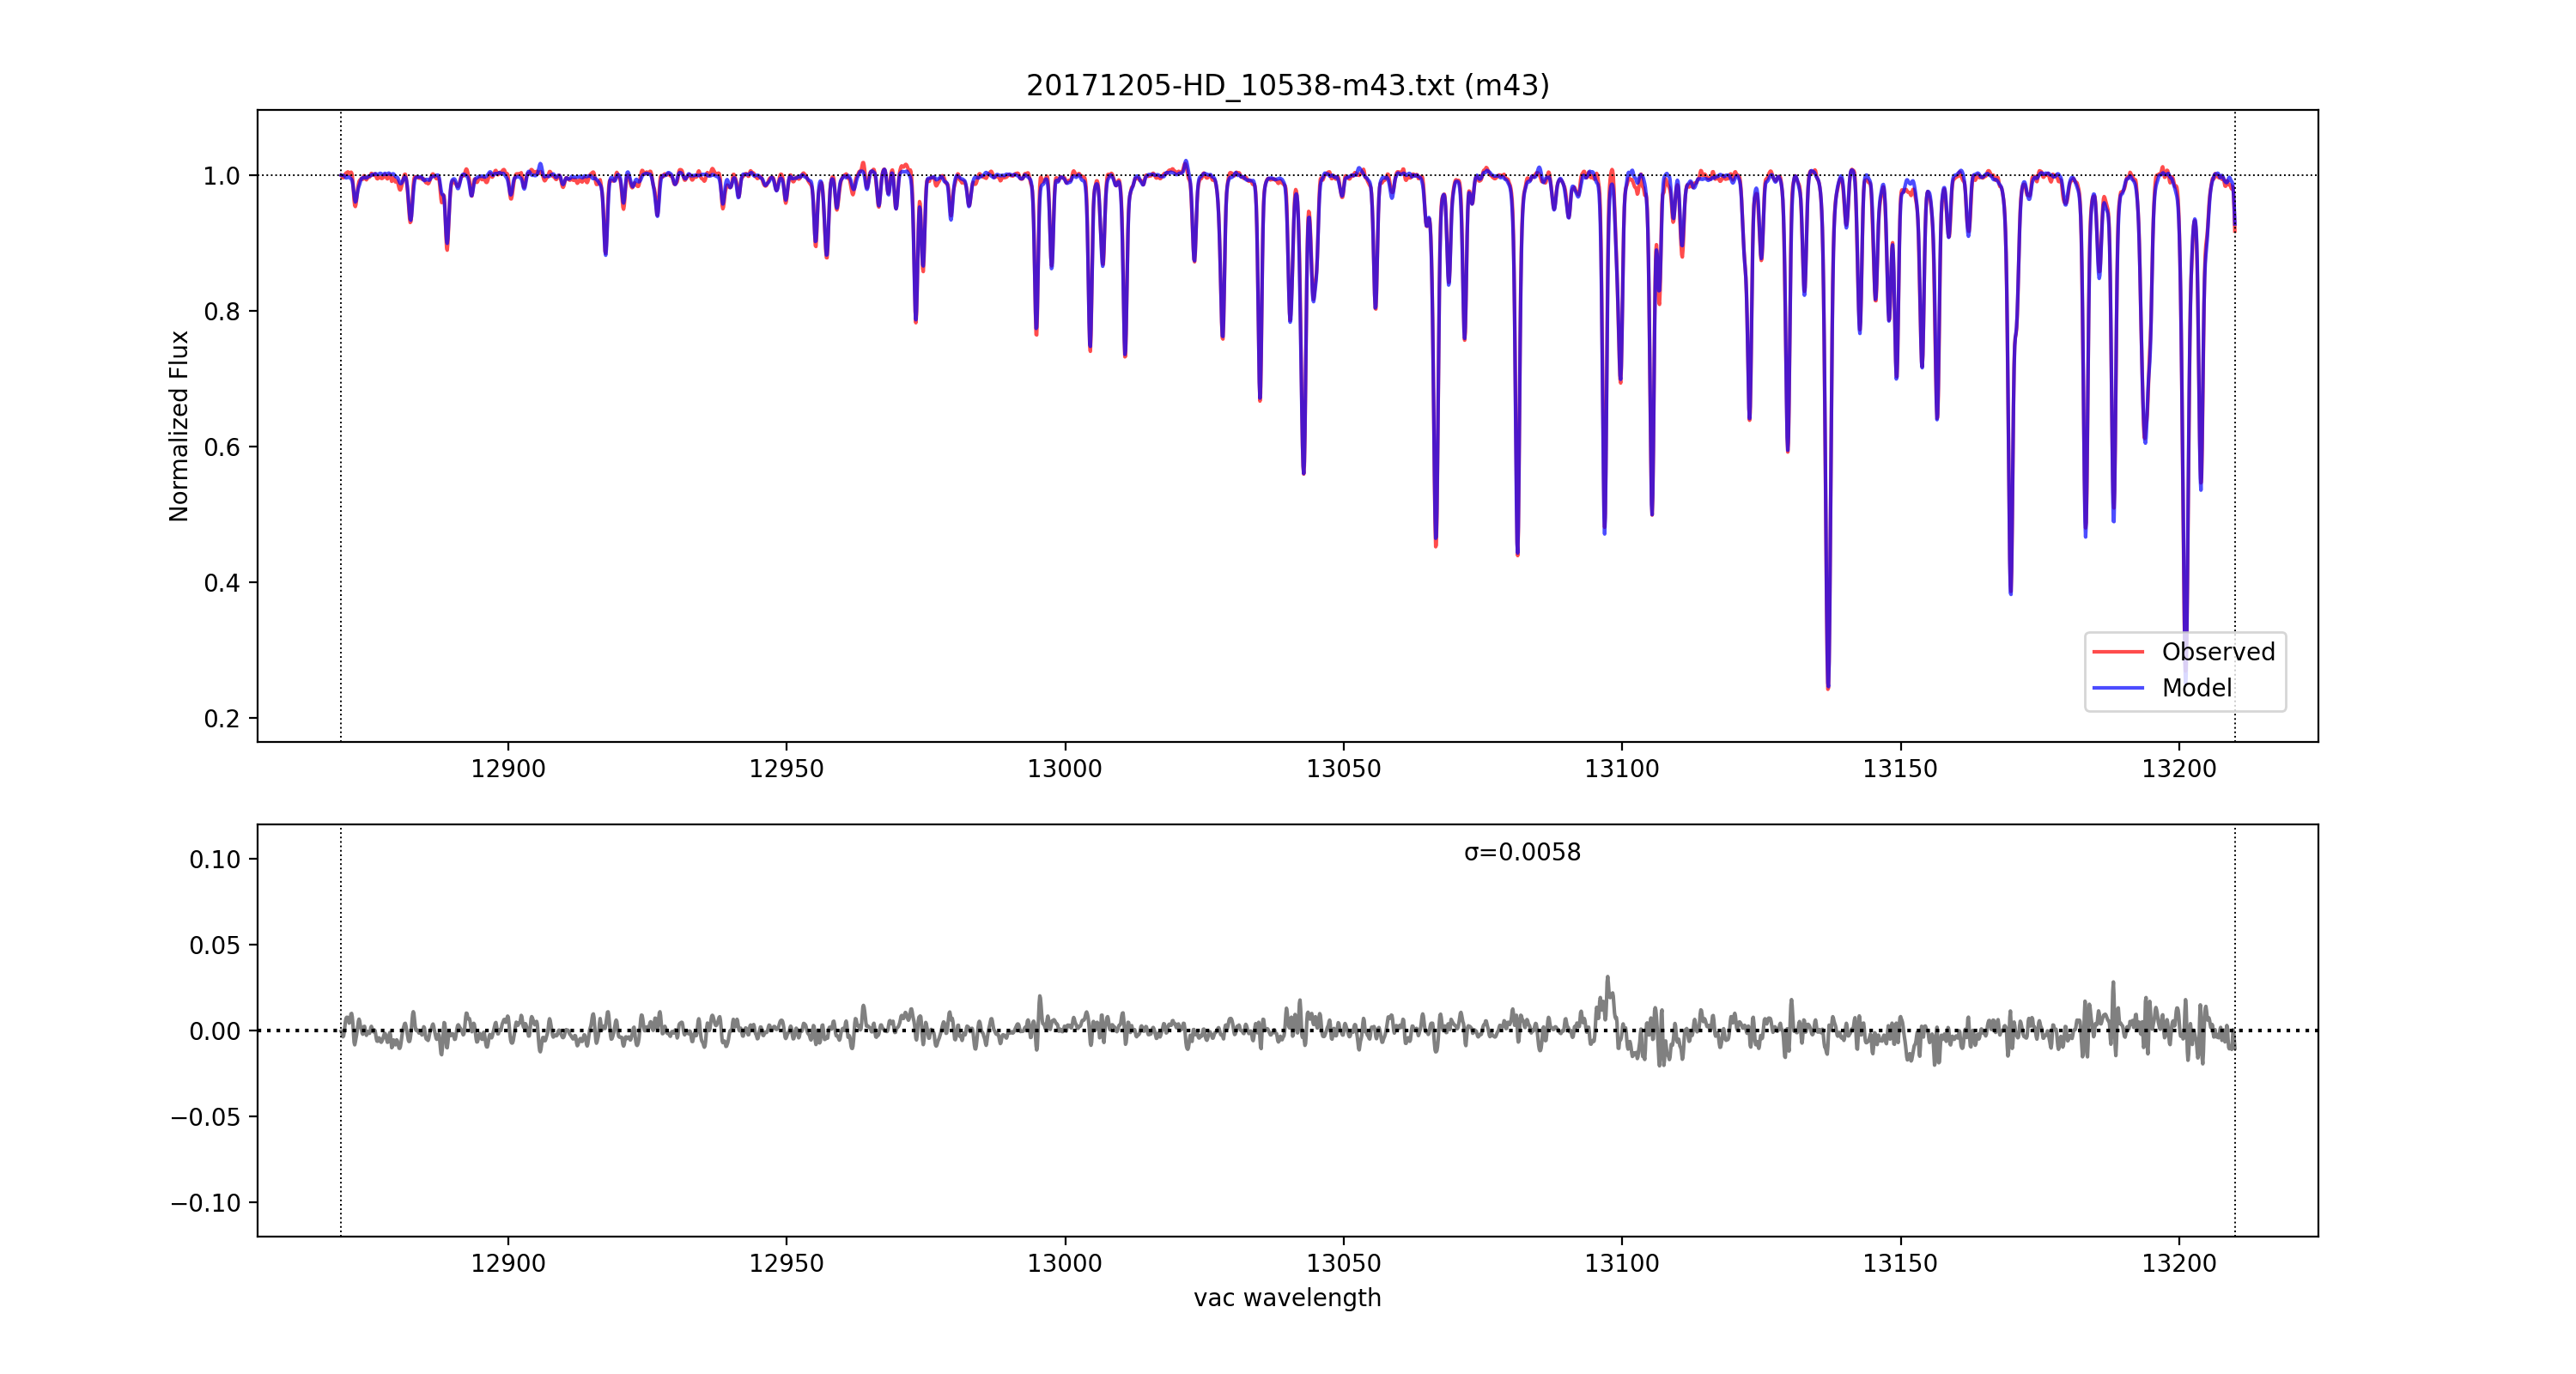 20171205-HD_10538-m43.txt (m43)
Normalized Flux
1.0
0.8
0.6
0.4
0.2
Observed
Model
12900 12950 13000 13050 13100 13150 13200
σ=0.0058
0.10
0.05
0.00
−0.05
−0.10
12900 12950 13000 13050 13100 13150 13200
vac wavelength